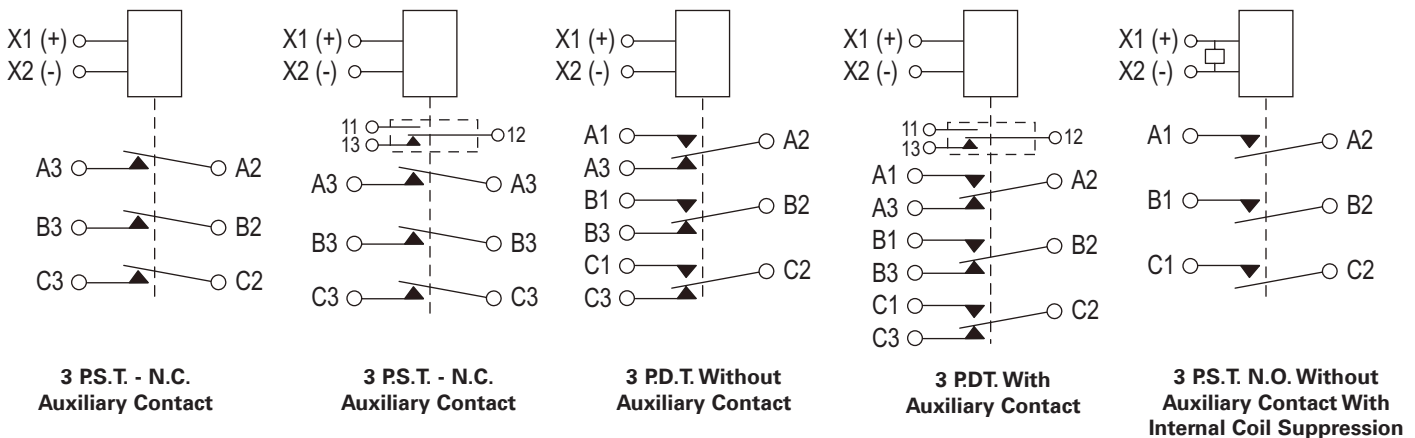 X1 (+)
X2 (-)
A3
A2
B3
B2
C3
C2
3 P.S.T. - N.C.
Auxiliary Contact
X1 (+)
X2 (-)
11
12
13
A3
A3
B3
B3
C3
C3
3 P.S.T. - N.C.
Auxiliary Contact
X1 (+)
X2 (-)
A1
A2
A3
B1
B2
B3
C1
C2
C3
3 P.D.T. Without
Auxiliary Contact
X1 (+)
X2 (-)
11
12
13
A1
A2
A3
B1
B2
B3
C1
C2
C3
3 P.DT. With
Auxiliary Contact
X1 (+)
X2 (-)
A1
A2
B1
B2
C1
C2
3 P.S.T. N.O. Without
Auxiliary Contact With
Internal Coil Suppression